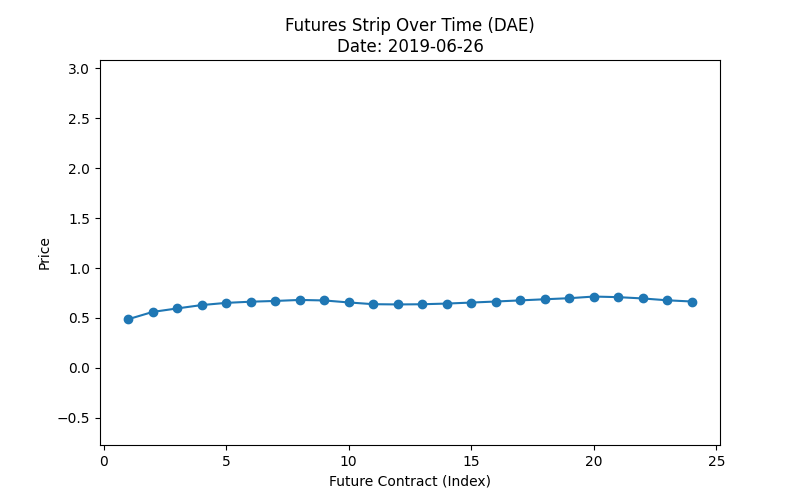 Futures Strip Over Time (DAE)
Date: 2019-06-26
3.0
2.5
2.0
1.5
1.0
0.5
0.0
−0.5
Price
0 5 10 15 20 25
Future Contract (Index)